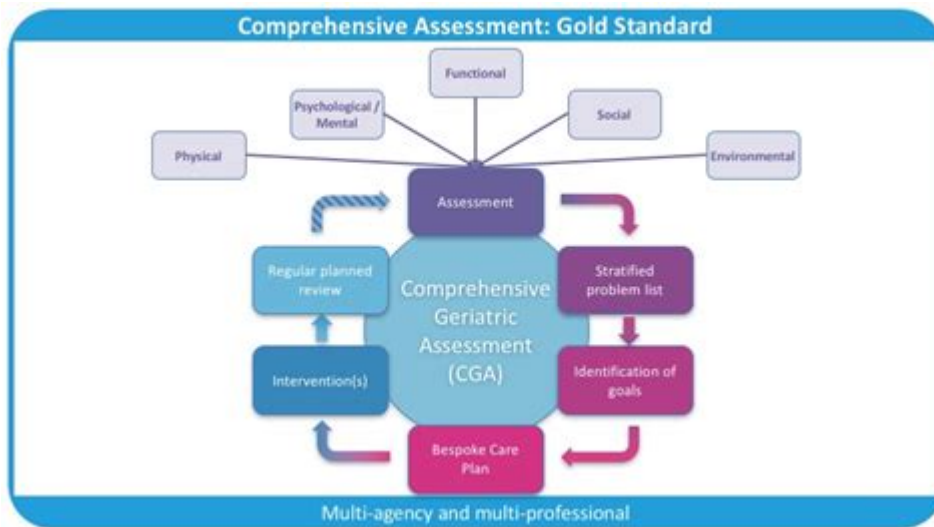 Comprehensive Assessment: Gold Standard
Functional
Psychological /
Mental
Social
Physical
Environmental
Assessment
Regular planned
review
Stratified
problem list
Comprehensive
Geriatric
Assessment
(CGA)
Intervention(s)
Identification of
goals
Bespoke Care
Plan
Multi-agency and multi-professional